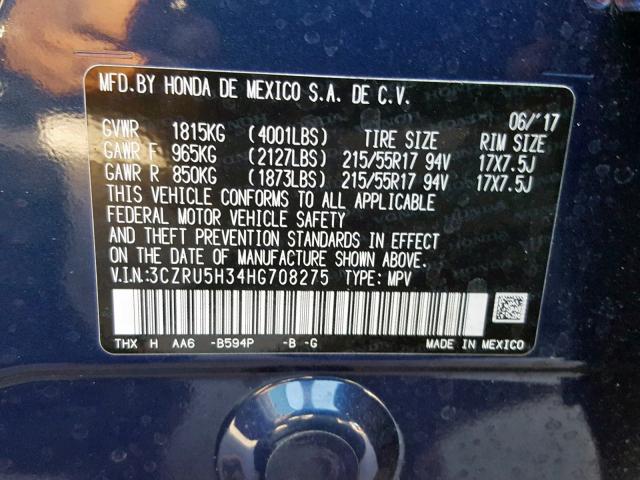 MFD.BY HONDA DE MEXICO S.A. DE C.V.
06/'17
GVWR 1815KG (4001LBS) TIRE SIZE RIM SIZE
GAWR F 965KG (2127LBS) 215/55R17 94V 17X7.5J
GAWR R 850KG (1873LBS) 215/55R17 94V 17X7.5J
THIS VEHICLE CONFORMS TO ALL APPLICABLE
FEDERAL MOTOR VEHICLE SAFETY
AND THEFT PREVENTION STANDARDS IN EFFECT
ON THE DATE OF MANUFACTURE SHOWN ABOVE.
V.I.N.:3CZRU5H34HG708275 TYPE: MPV
THX H AA6 -B594P -B -G MADE IN MEXICO